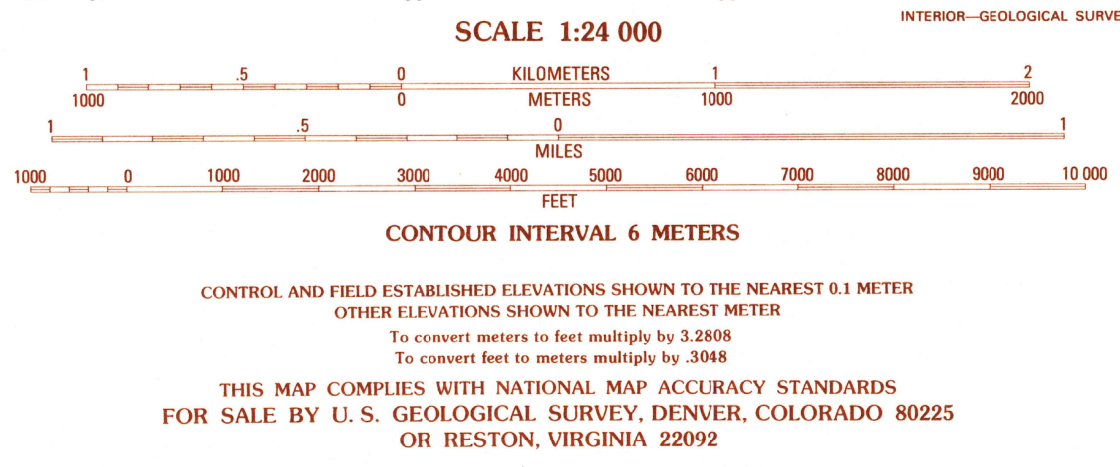 INTERIOR—GEOLOGICAL SURVE
SCALE 1:24 000
1 .5 0 KILOMETERS 1 2
1000 0 METERS 1000 2000
1 .5 0 1
MILES
1000 0 1000 2000 3000 4000 5000 6000 7000 8000 9000 10 000
FEET
CONTOUR INTERVAL 6 METERS
CONTROL AND FIELD ESTABLISHED ELEVATIONS SHOWN TO THE NEAREST 0.1 METER
OTHER ELEVATIONS SHOWN TO THE NEAREST METER
To convert meters to feet multiply by 3.2808
To convert feet to meters multiply by .3048
THIS MAP COMPLIES WITH NATIONAL MAP ACCURACY STANDARDS
FOR SALE BY U. S. GEOLOGICAL SURVEY, DENVER, COLORADO 80225
OR RESTON, VIRGINIA 22092